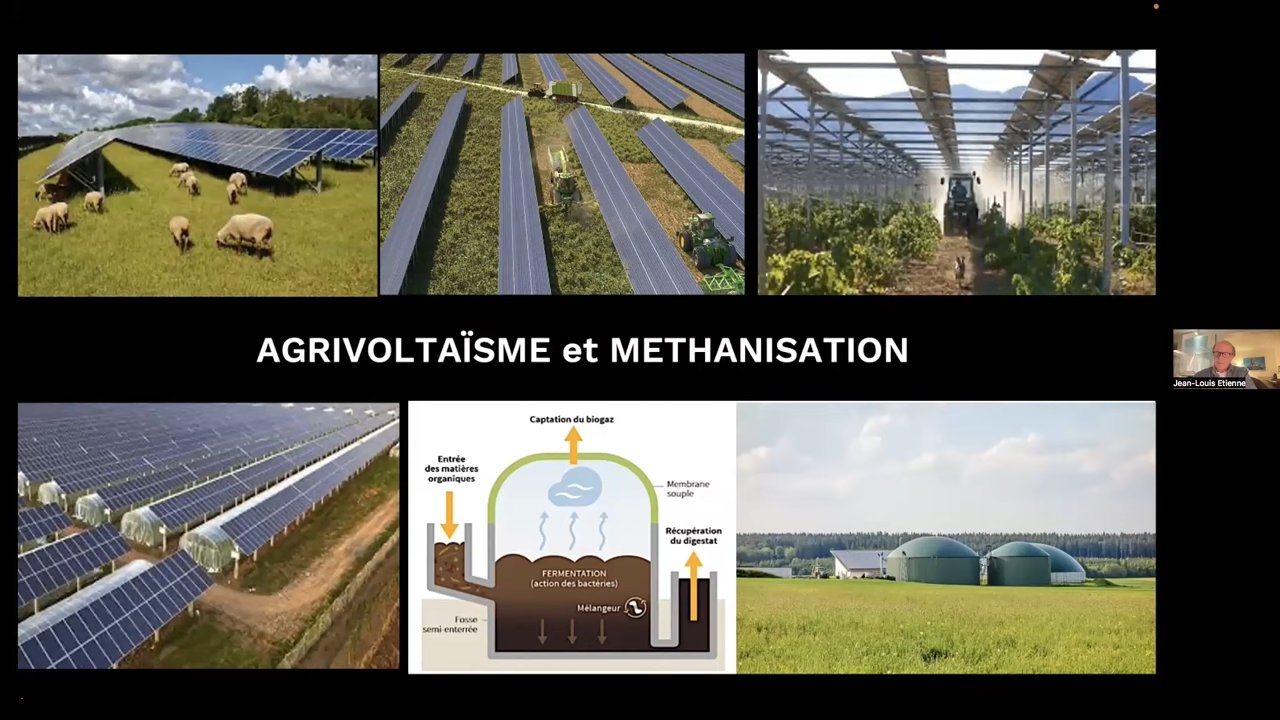 AGRIVOLTAÏSME et METHANISATION
Jean-Louis Etienne
Captation du biogaz
Entrée
des matières
organiques
Membrane
souple
Récupération
du digestat
FERMENTATION
(action des bactéries)
Mélangeur
Fosse
semi-enterrée